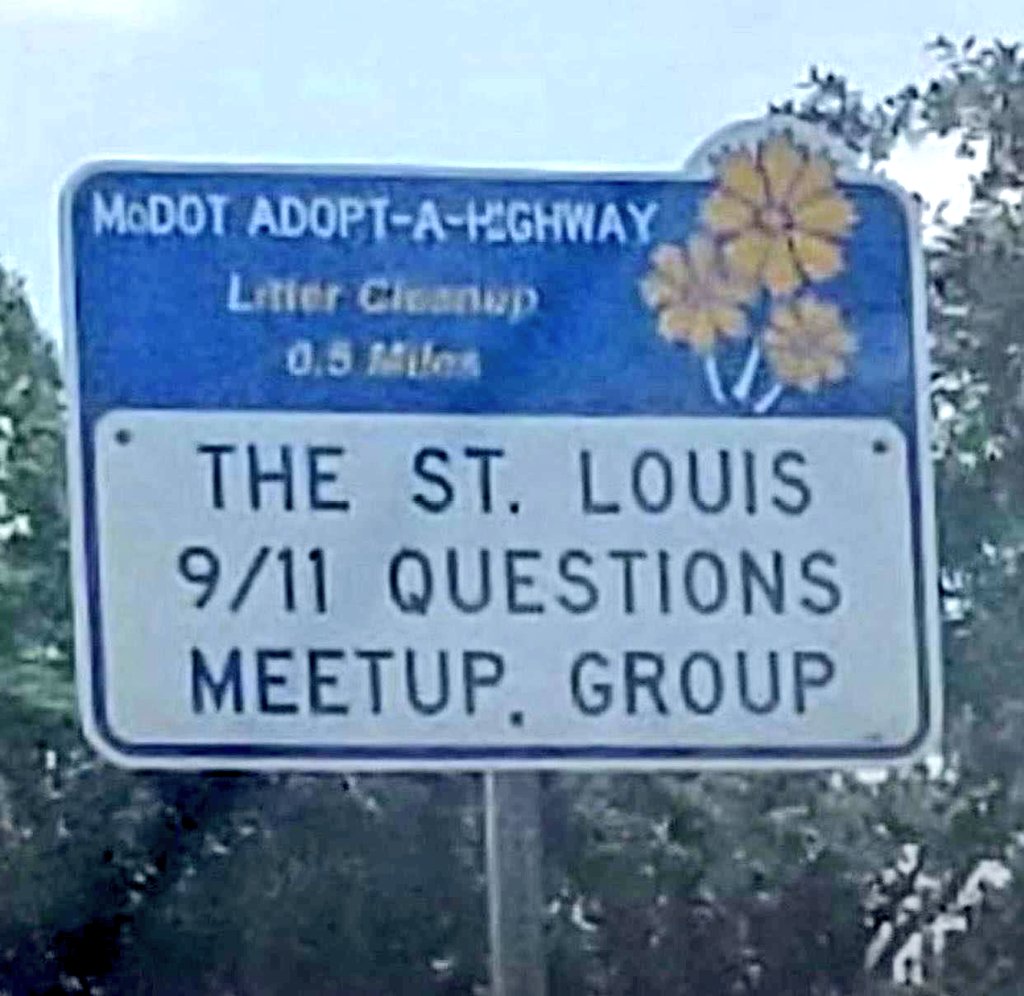 MoDOT ADOPT-A-HIGHWAY
Litter Cleanup
0.5 Miles
THE ST. LOUIS
9/11 QUESTIONS
MEETUP GROUP